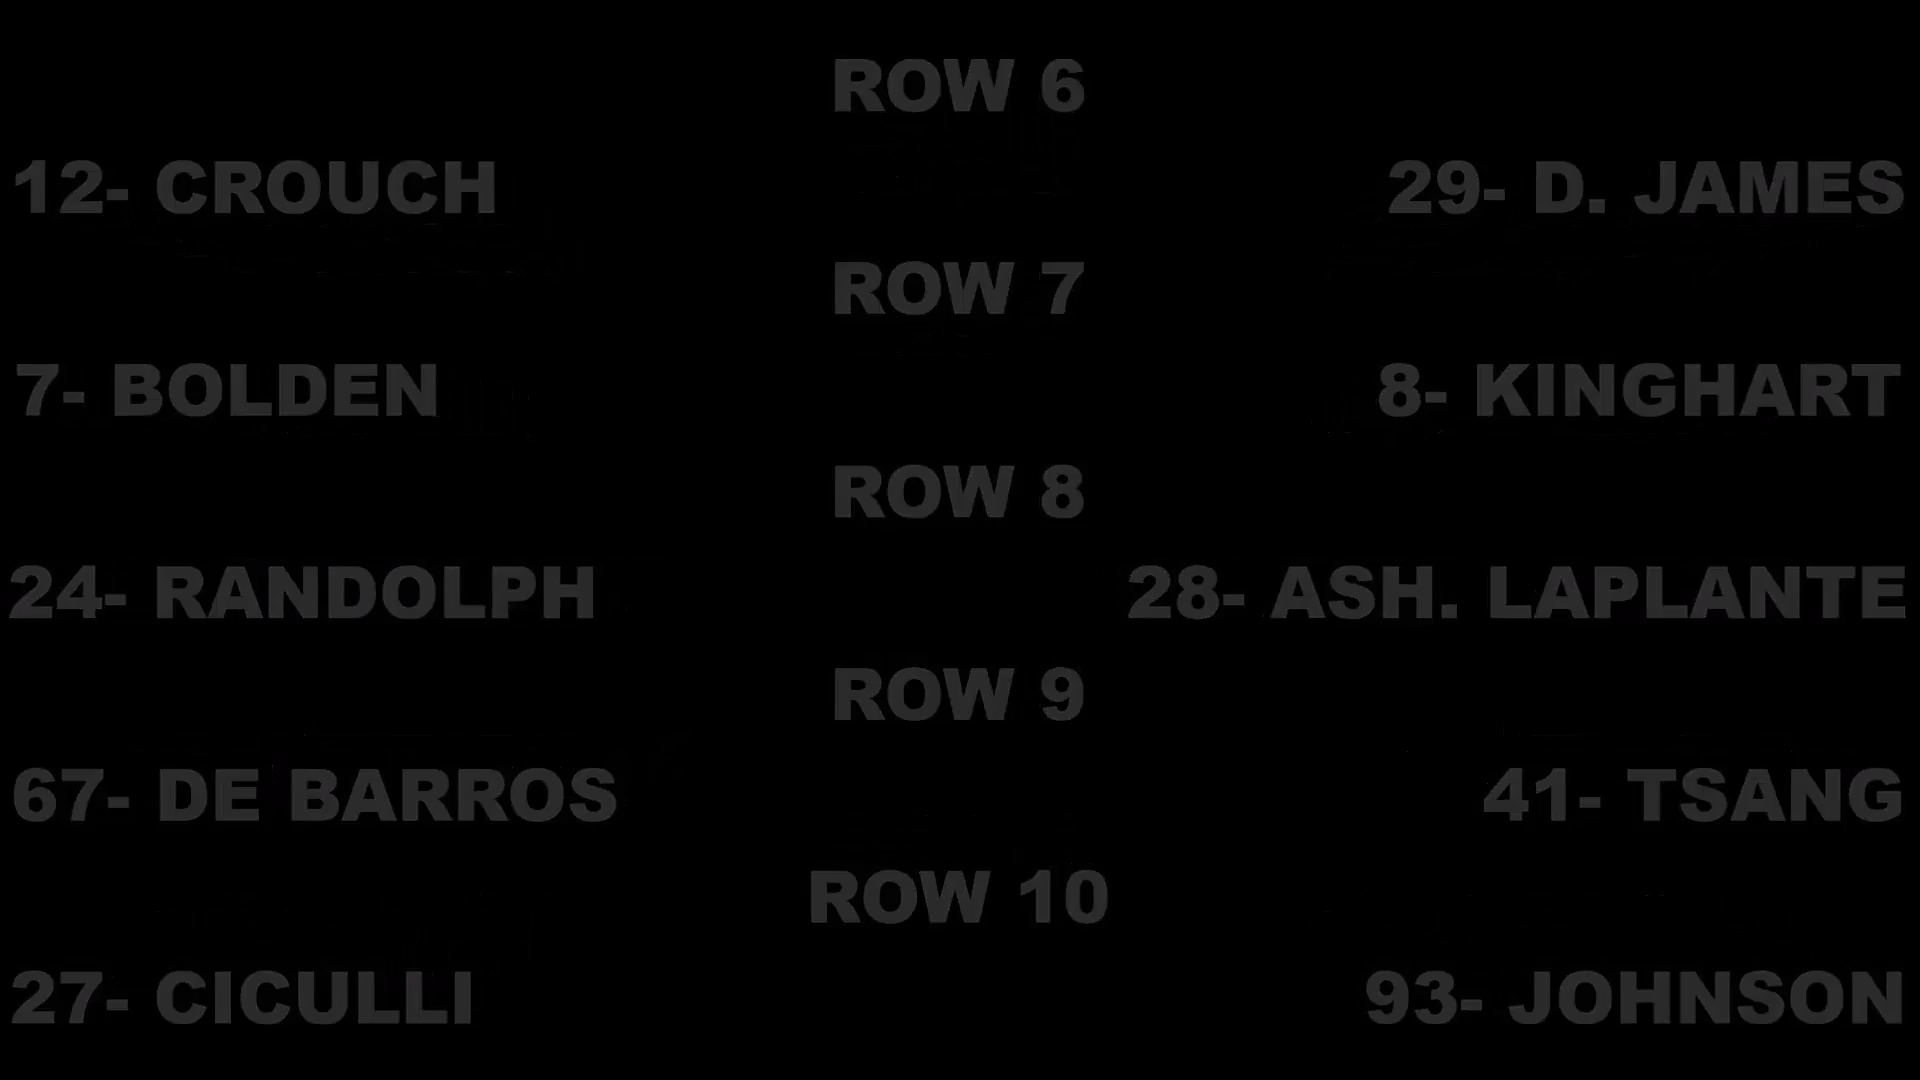 ROW 6
12- CROUCH
29- D. JAMES
ROW 7
7- BOLDEN
8- KINGHART
ROW 8
24- RANDOLPH
28- ASH. LAPLANTE
ROW 9
67- DE BARROS
41- TSANG
ROW 10
27- CICULLI
93- JOHNSON